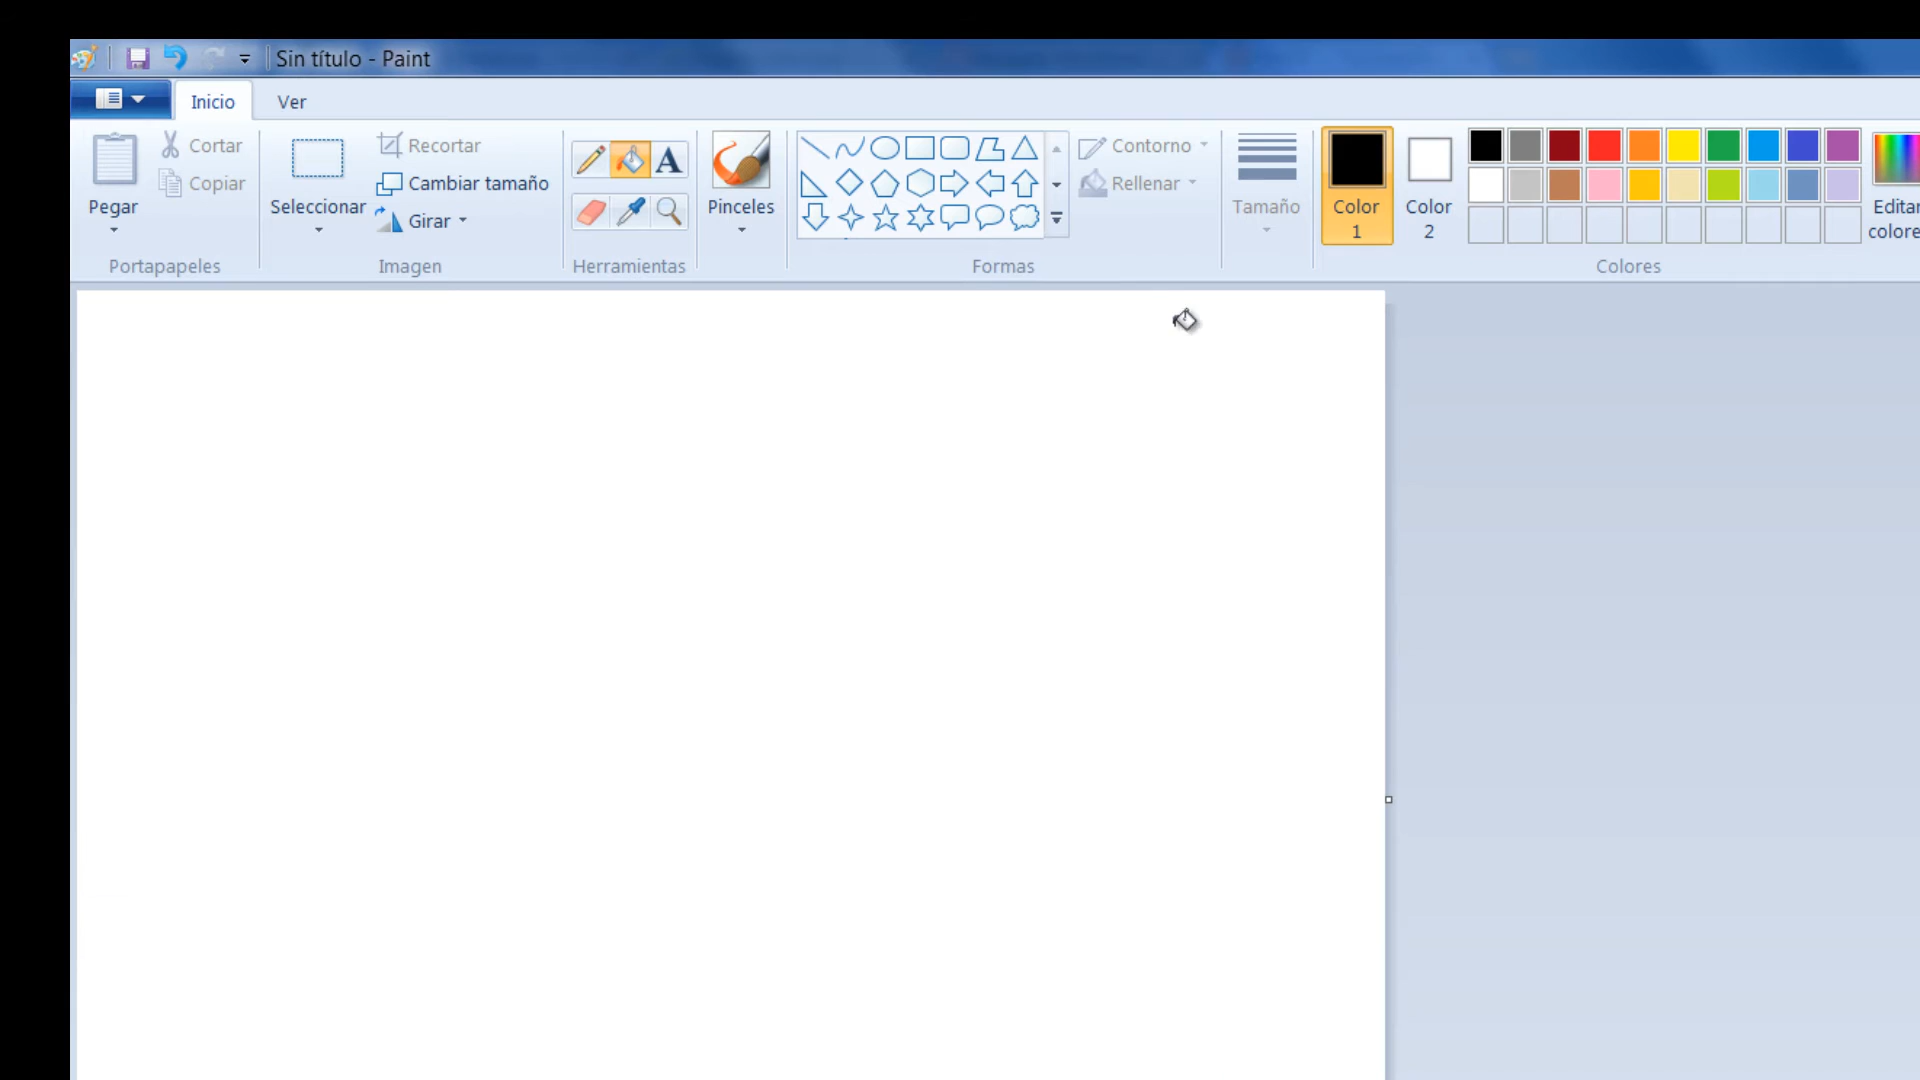 Sin título - Paint
Inicio Ver
Pegar
Cortar
Copiar
Portapapeles
Seleccionar
Recortar
Cambiar tamaño
Girar
Imagen
A
Herramientas
Pinceles
Formas
Contorno
Rellenar
Tamaño
Color
1
Color
2
Colores
Editar
colore